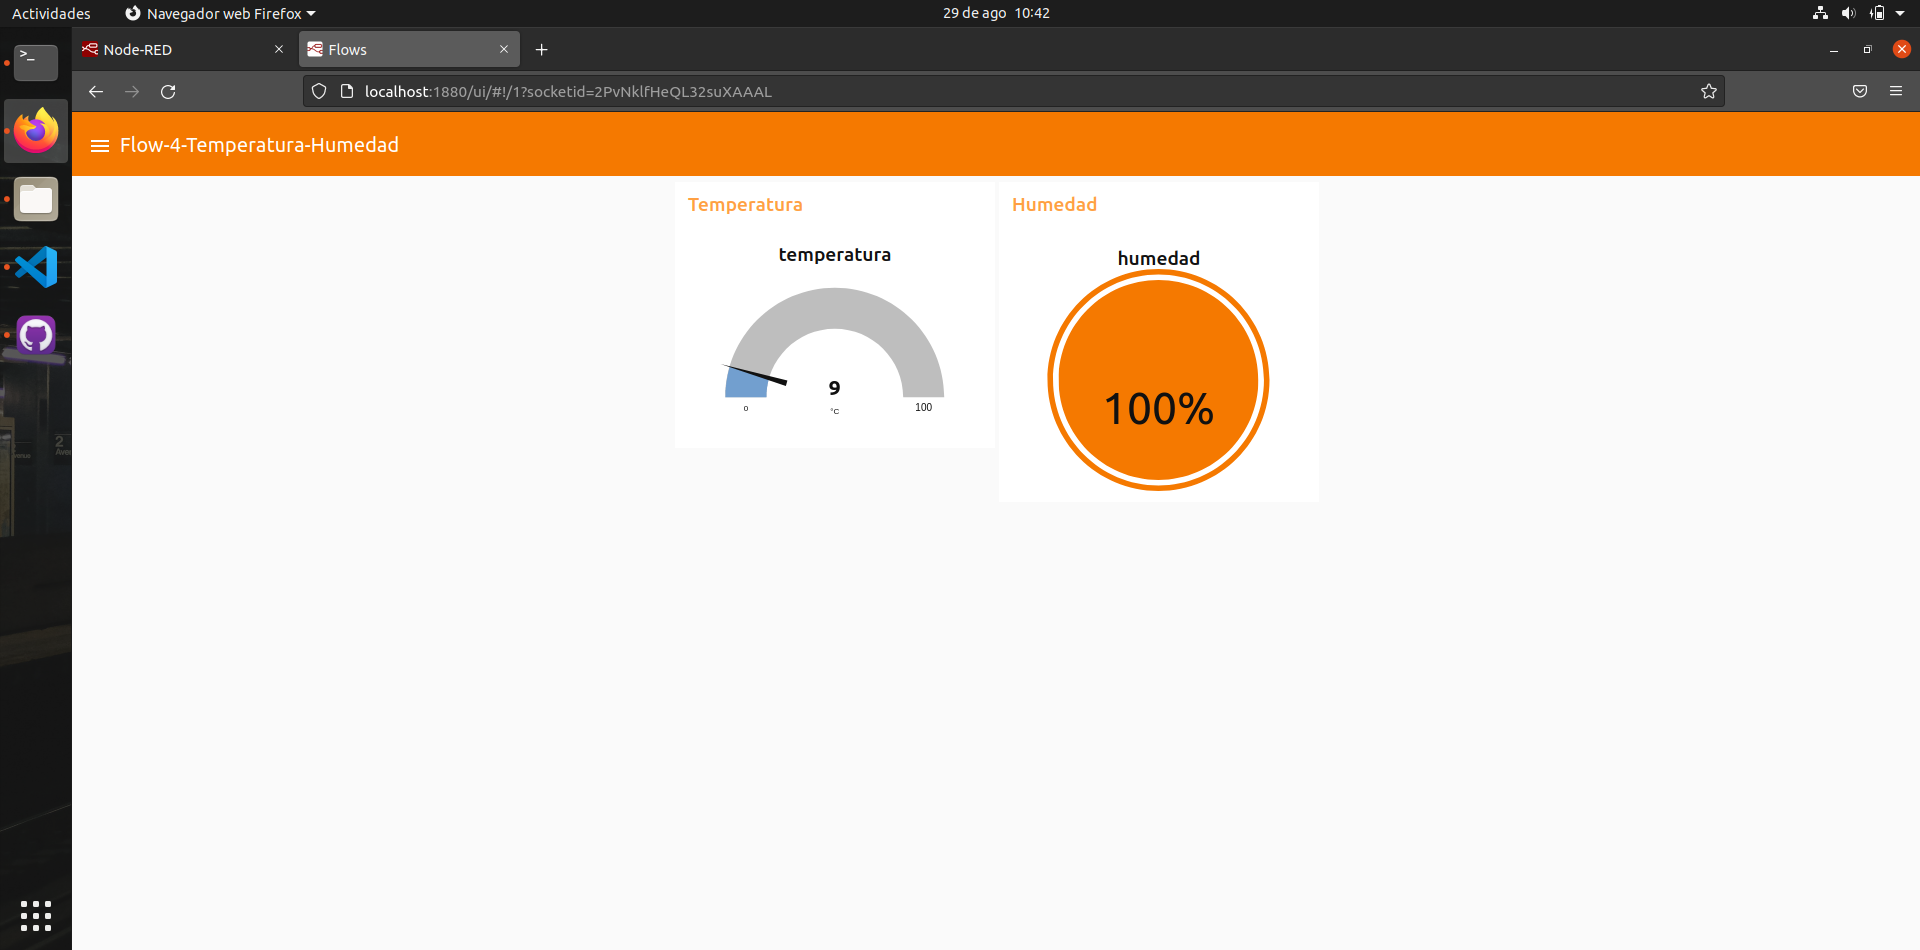 Actividades
Navegador web Firefox
29 de ago 10:42
Node-RED
Flows
localhost:1880/ui/#!/1?socketid=2PvNklfHeQL32suXAAAL
Flow-4-Temperatura-Humedad
Temperatura
temperatura
9
0
°C
100
Humedad
humedad
100%
2